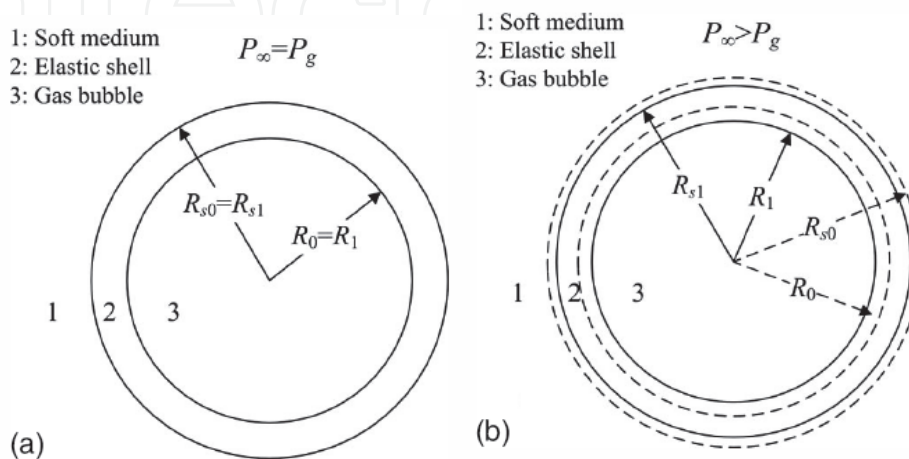 1: Soft medium
2: Elastic shell
3: Gas bubble
P∞=Pg
Rs0=Rs1
R0=R1
1
2
3
(a)
1: Soft medium
2: Elastic shell
3: Gas bubble
P∞>Pg
Rs1
R1
Rs0
R0
1
2
3
(b)